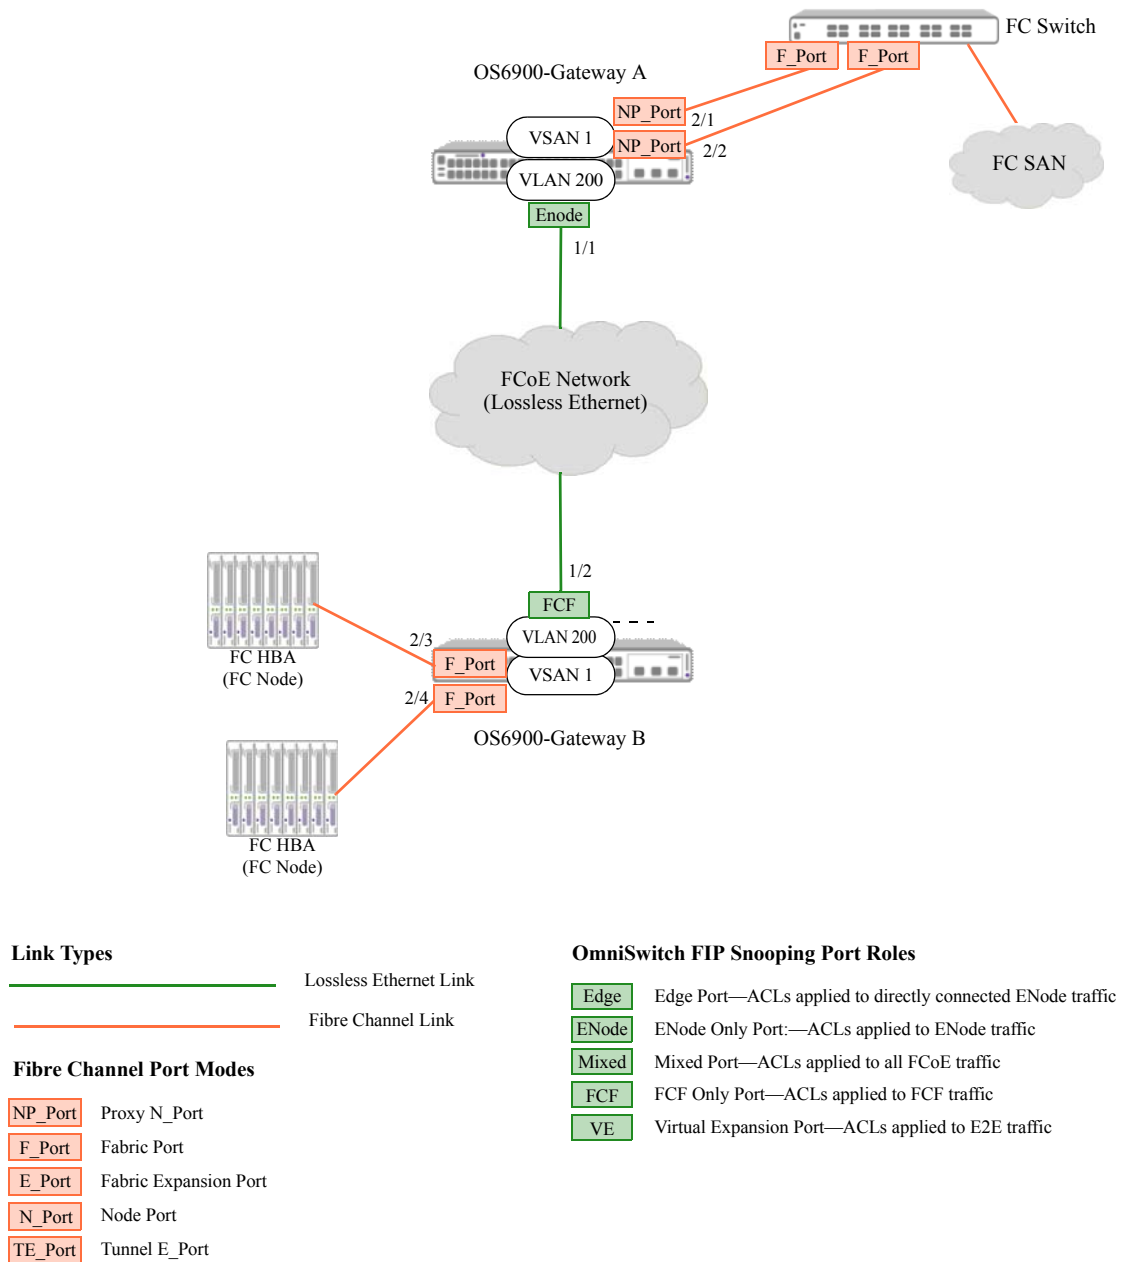 FC Switch
F_Port
F_Port
OS6900-Gateway A
NP_Port
2/1
VSAN 1
NP_Port
2/2
FC SAN
VLAN 200
Enode
1/1
FCoE Network
(Lossless Ethernet)
1/2
FCF
VLAN 200
2/3
F_Port
VSAN 1
FC HBA
(FC Node)
2/4
F_Port
OS6900-Gateway B
FC HBA
(FC Node)
Link Types
Lossless Ethernet Link
Fibre Channel Link
Fibre Channel Port Modes
NP_Port Proxy N_Port
F_Port Fabric Port
E_Port Fabric Expansion Port
N_Port Node Port
TE_Port Tunnel E_Port
OmniSwitch FIP Snooping Port Roles
Edge Edge Port—ACLs applied to directly connected ENode traffic
ENode ENode Only Port:—ACLs applied to ENode traffic
Mixed Mixed Port—ACLs applied to all FCoE traffic
FCF FCF Only Port—ACLs applied to FCF traffic
VE Virtual Expansion Port—ACLs applied to E2E traffic